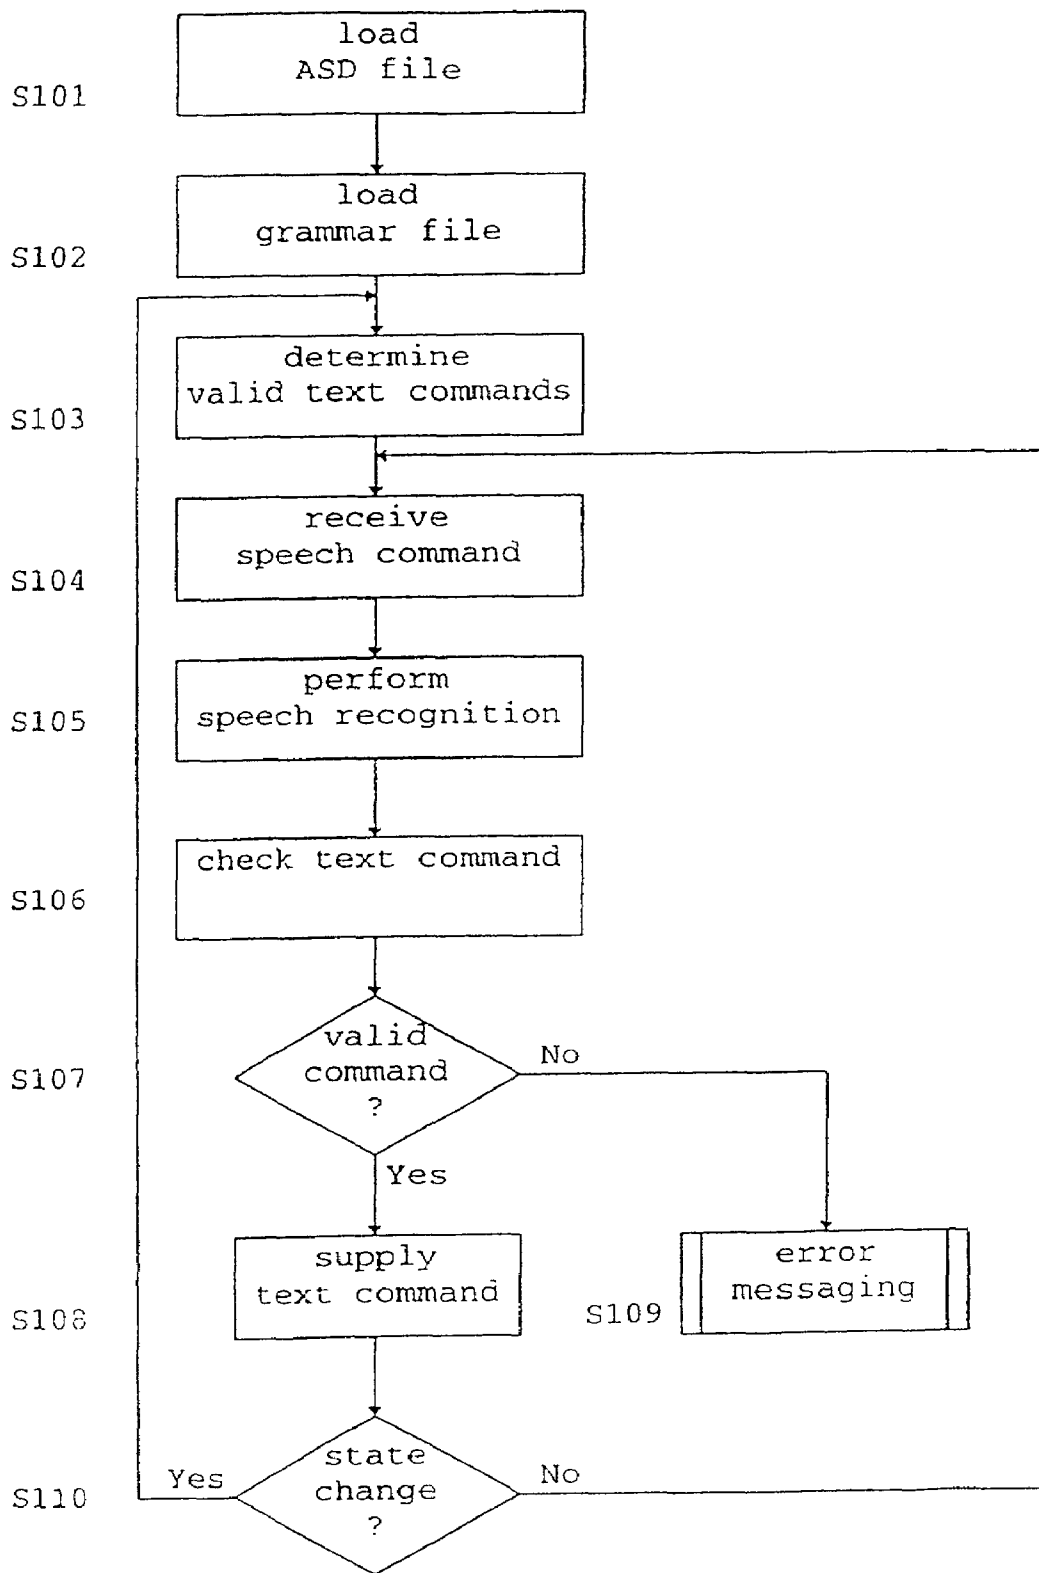 load
ASD file
S101
load
grammar file
S102
determine
valid text commands
S103
receive
speech command
S104
perform
speech recognition
S105
check text command
S106
valid
command
?
No
S107
Yes
supply
text command
S108
error
messaging
S109
state
change
?
Yes
No
S110